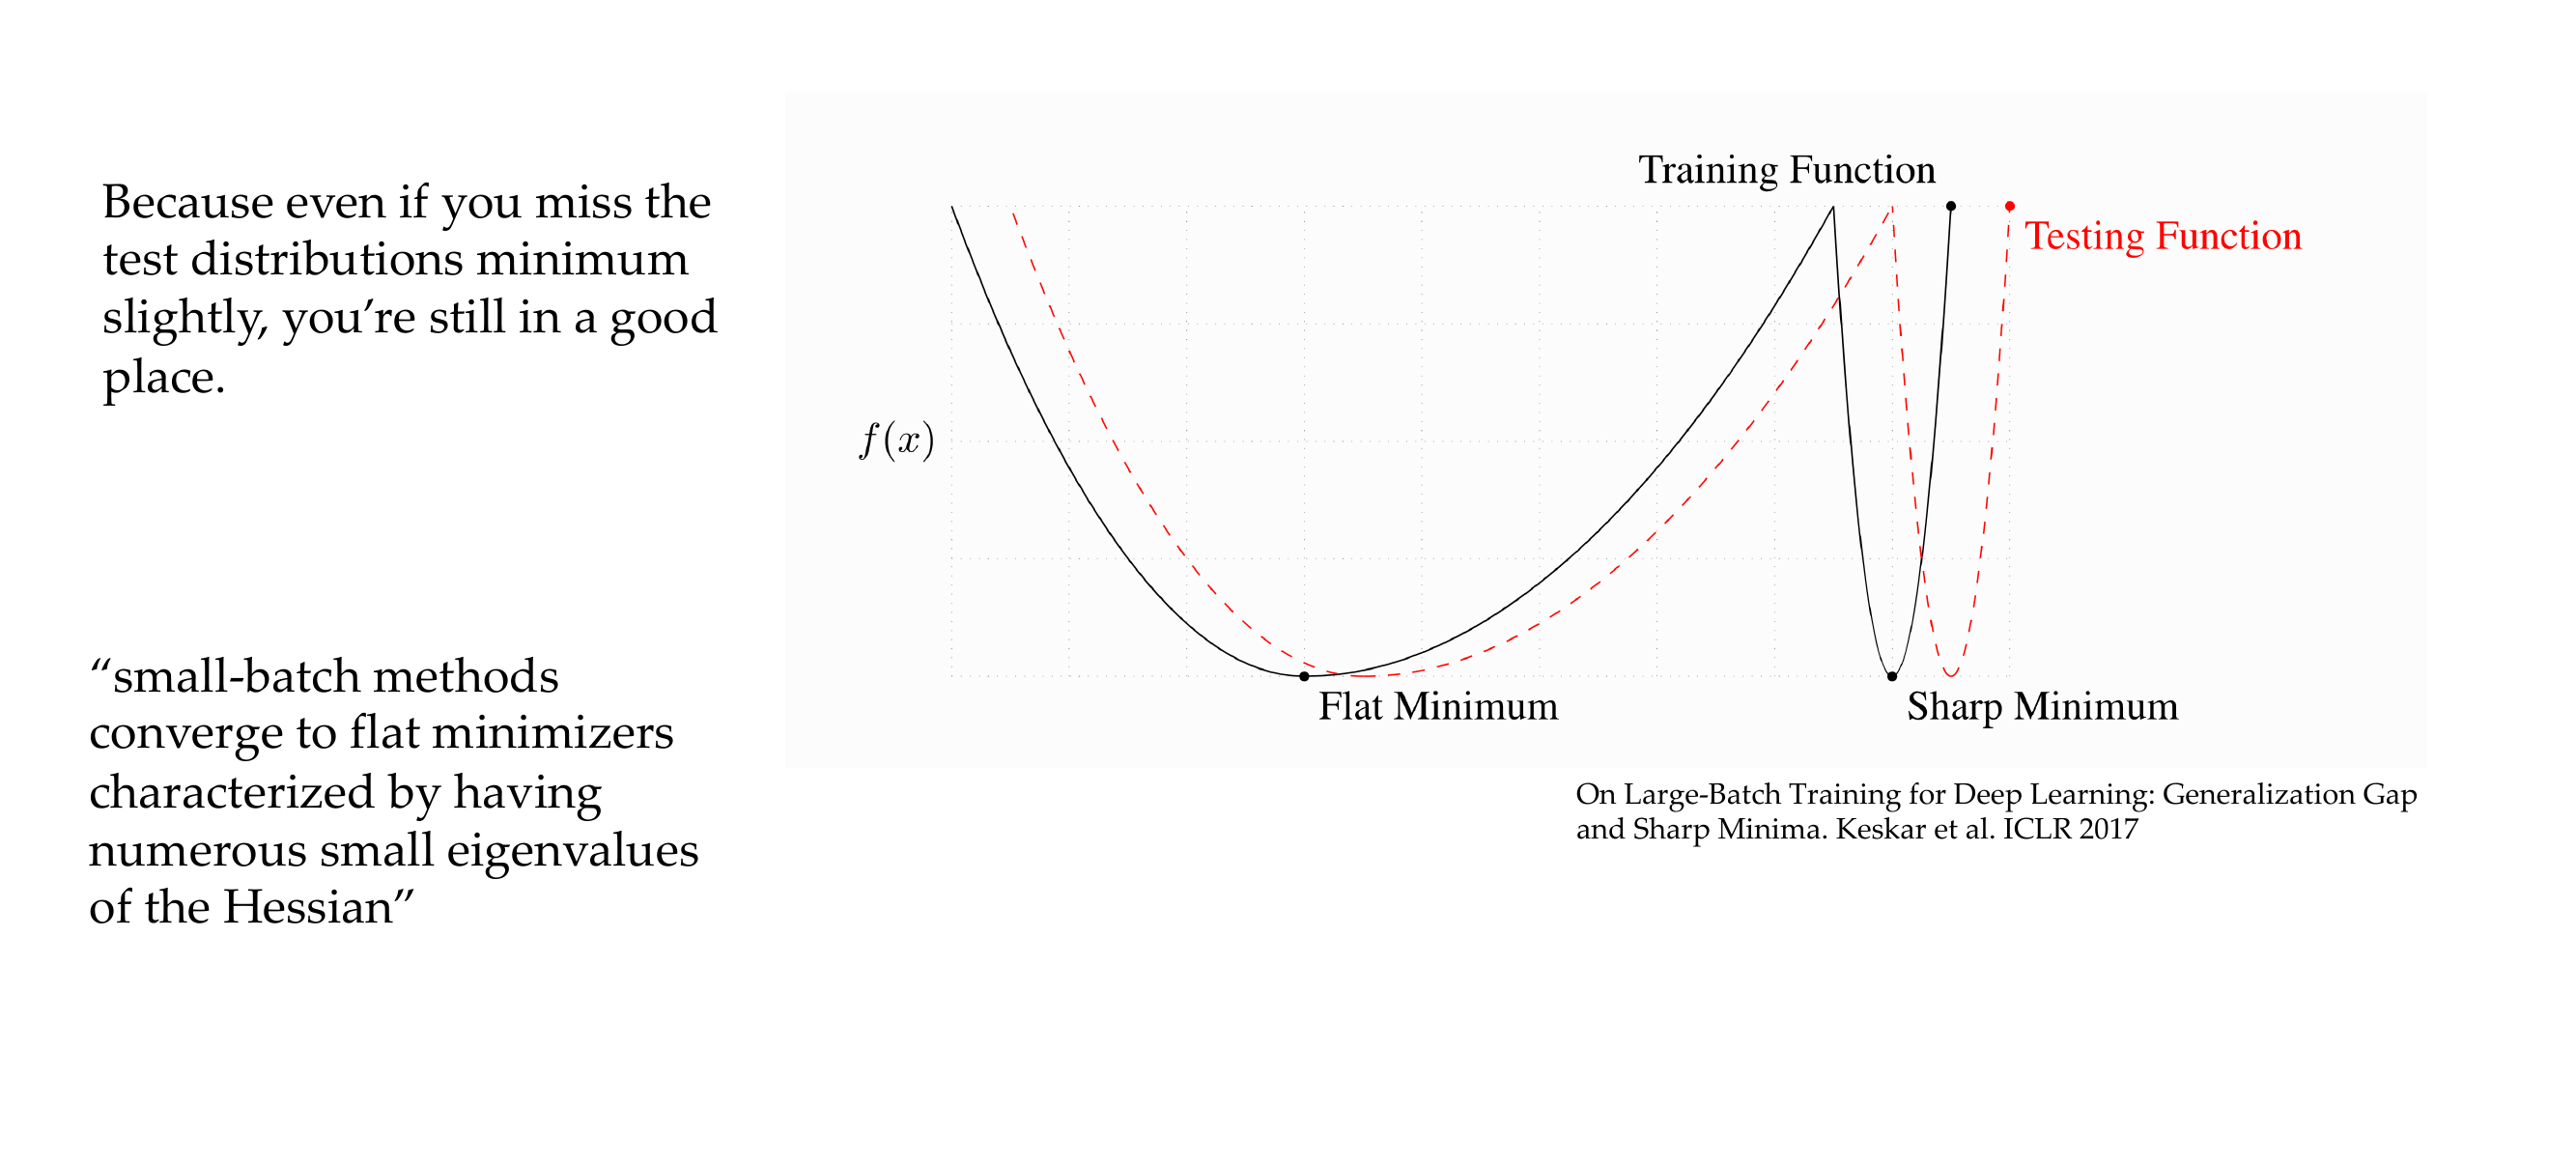 Because even if you miss the
test distributions minimum
slightly, you’re still in a good
place.
“small-batch methods
converge to flat minimizers
characterized by having
numerous small eigenvalues
of the Hessian”
Training Function
Testing Function
f(x)
Flat Minimum
Sharp Minimum
On Large-Batch Training for Deep Learning: Generalization Gap
and Sharp Minima. Keskar et al. ICLR 2017